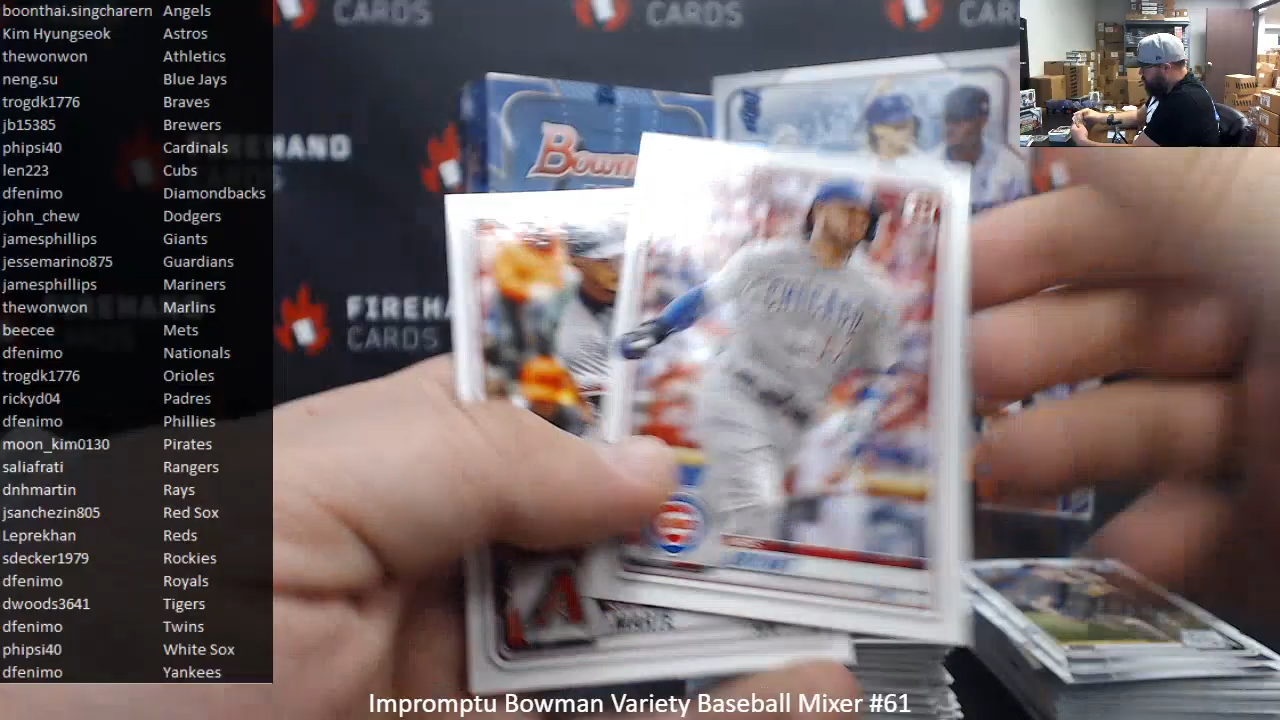 boonthai.singcharern Angels
Kim Hyungseok Astros
thewonwon Athletics
neng.su Blue Jays
trogdk1776 Braves
jb15385 Brewers
phipsi40 Cardinals
len223 Cubs
dfenimo Diamondbacks
john_chew Dodgers
jamesphillips Giants
jessemarino875 Guardians
jamesphillips Mariners
thewonwon Marlins
beecee Mets
dfenimo Nationals
trogdk1776 Orioles
rickyd04 Padres
dfenimo Phillies
moon_kim0130 Pirates
saliafrati Rangers
dnhmartin Rays
jsanchezin805 Red Sox
Leprekhan Reds
sdecker1979 Rockies
dfenimo Royals
dwoods3641 Tigers
dfenimo Twins
phipsi40 White Sox
dfenimo Yankees
CARDS
CARDS
CAR
Bowm
FIREHA
CARDS
CHICAGO
Impromptu Bowman Variety Baseball Mixer #61